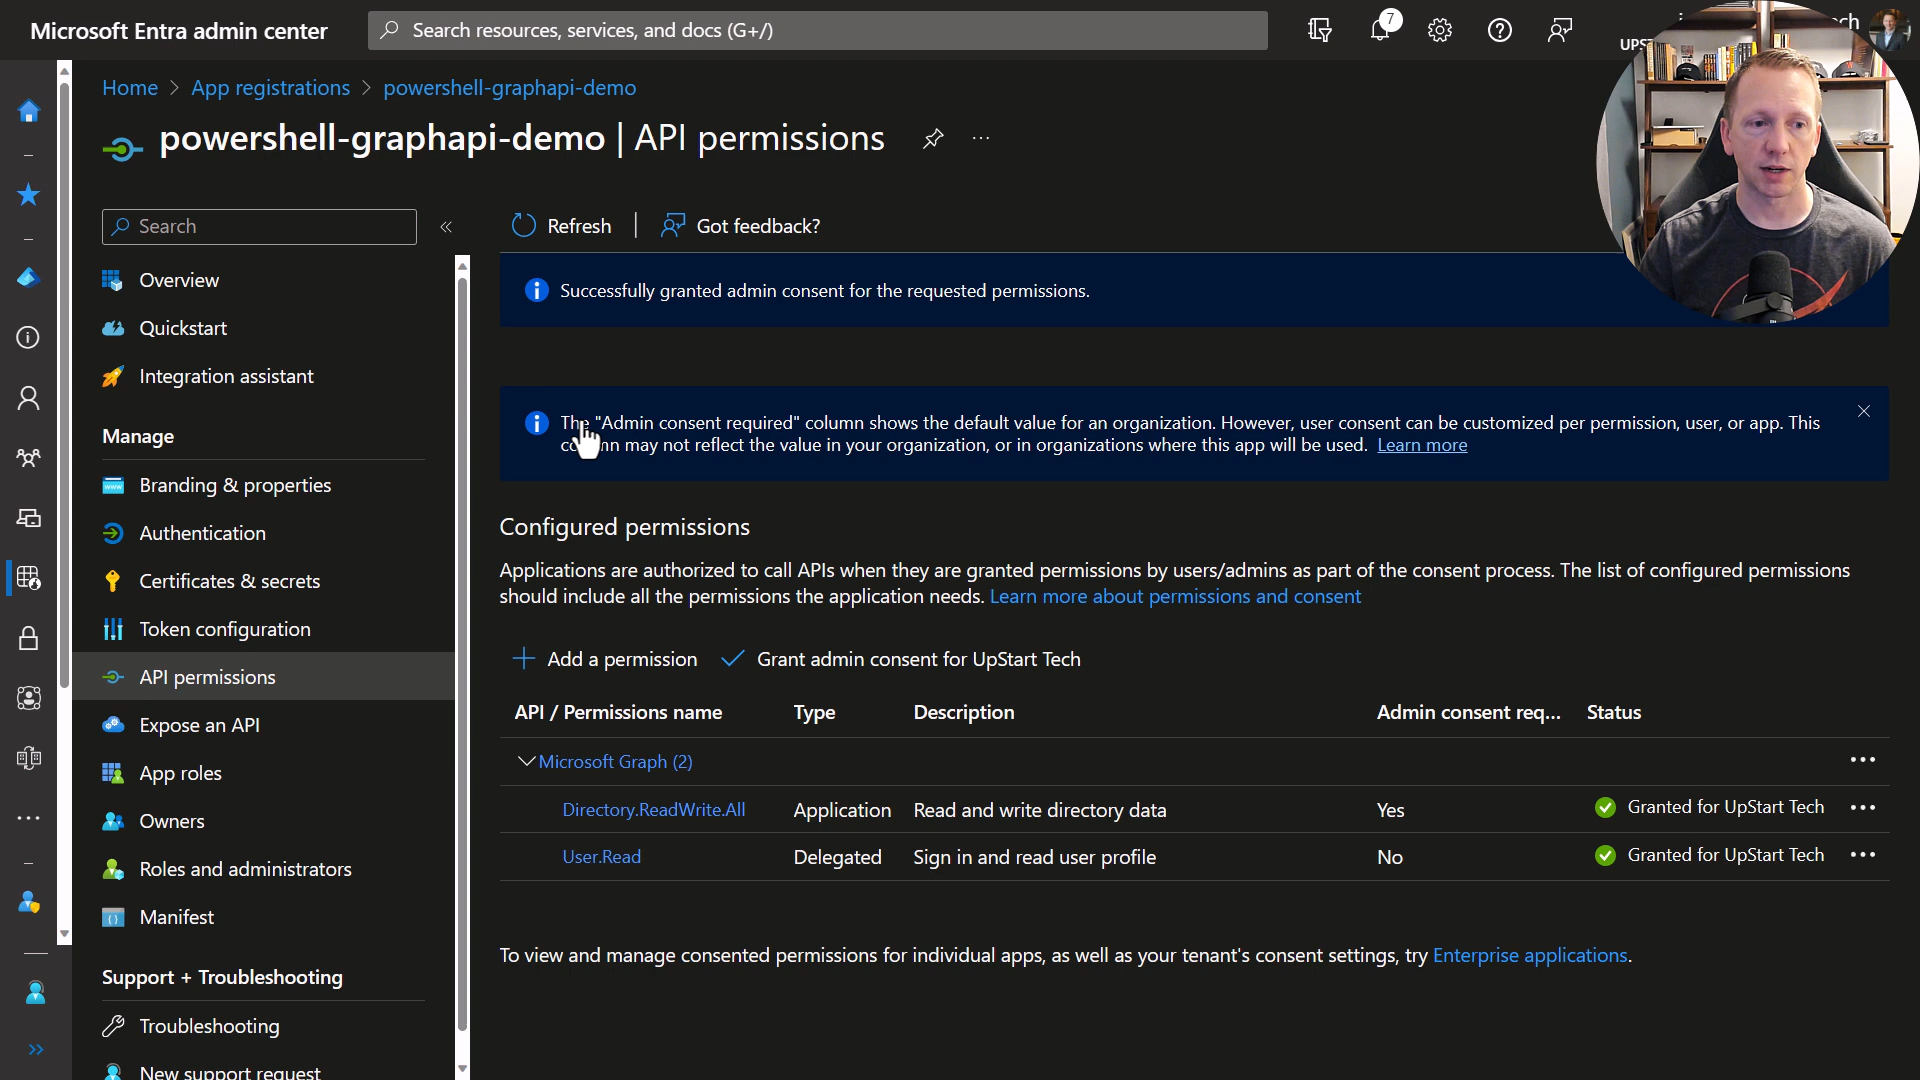 Microsoft Entra admin center
Search resources, services, and docs (G+/)
7
ch
UPS
Home > App registrations > powershell-graphapi-demo
powershell-graphapi-demo | API permissions
Search
Refresh | Got feedback?
Overview
Quickstart
Integration assistant
Manage
Branding & properties
Authentication
Certificates & secrets
Token configuration
API permissions
Expose an API
App roles
Owners
Roles and administrators
Manifest
Support + Troubleshooting
Troubleshooting
New support request
Successfully granted admin consent for the requested permissions.
The "Admin consent required" column shows the default value for an organization. However, user consent can be customized per permission, user, or app. This
column may not reflect the value in your organization, or in organizations where this app will be used. Learn more
Configured permissions
Applications are authorized to call APIs when they are granted permissions by users/admins as part of the consent process. The list of configured permissions
should include all the permissions the application needs. Learn more about permissions and consent
Add a permission Grant admin consent for UpStart Tech
API / Permissions name Type Description Admin consent req... Status
Microsoft Graph (2)
Directory.ReadWrite.All Application Read and write directory data Yes Granted for UpStart Tech
User.Read Delegated Sign in and read user profile No Granted for UpStart Tech
To view and manage consented permissions for individual apps, as well as your tenant's consent settings, try Enterprise applications.